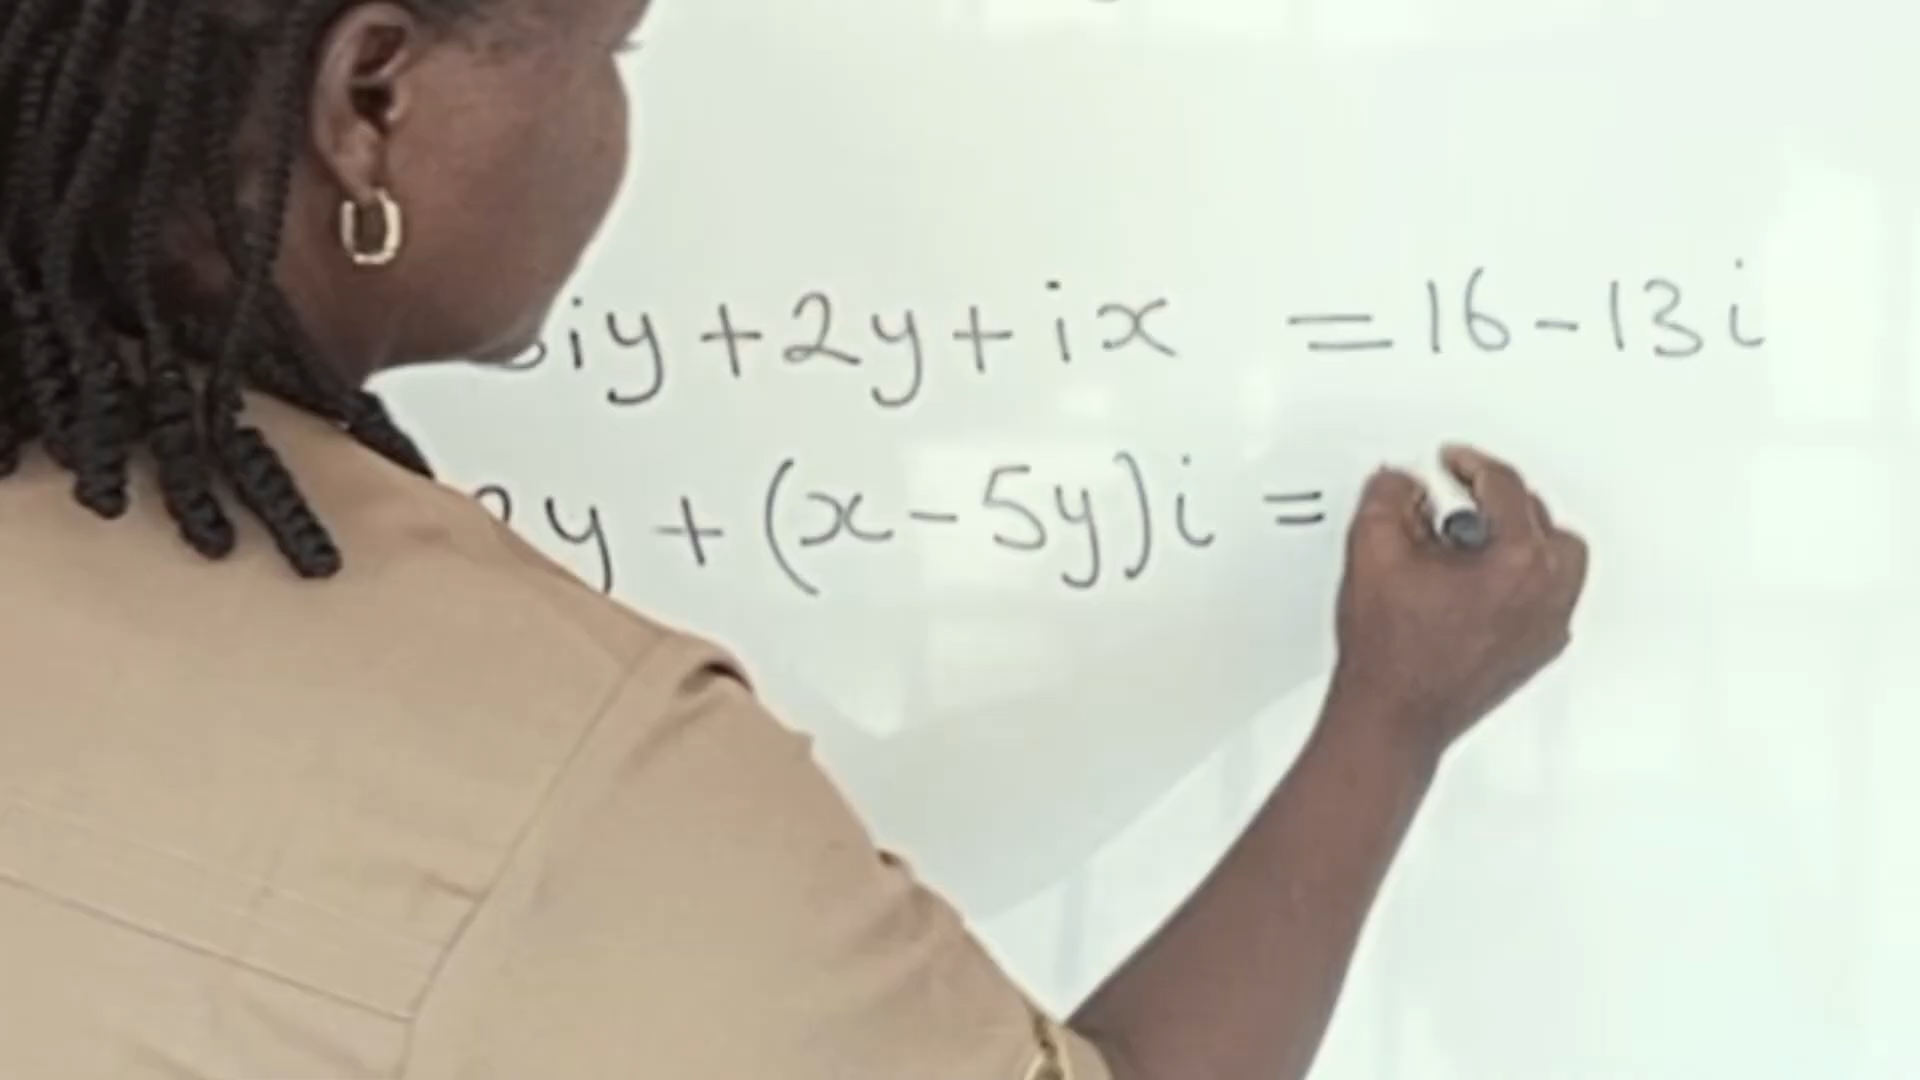 iy + 2y + ix = 16 - 13i
y + (x - 5y)i =